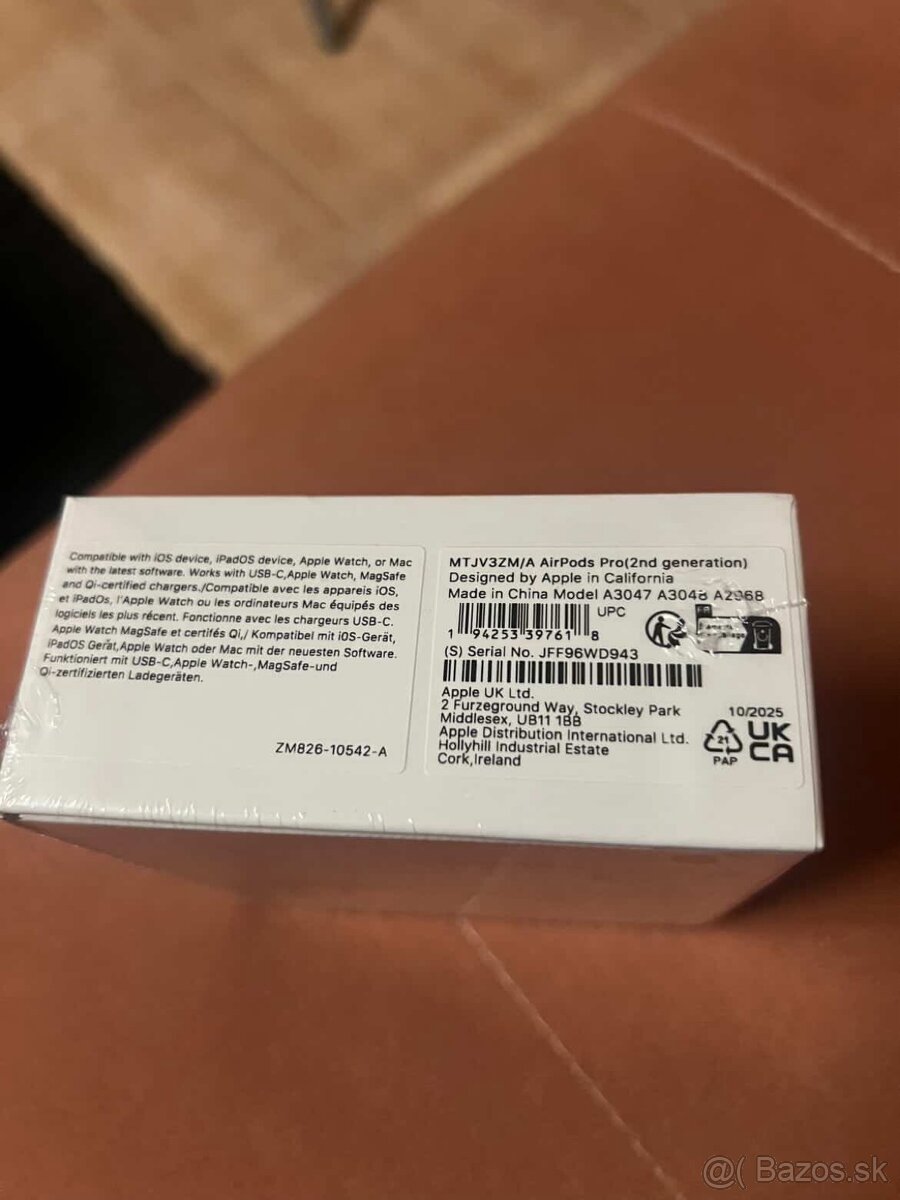 Compatible with iOS device, iPadOS device, Apple Watch, or Mac
with the latest software. Works with USB-C,Apple Watch, MagSafe
and Qi-certified chargers./Compatible avec les appareils iOS,
et iPadOs, l'Apple Watch ou les ordinateurs Mac équipés des
logiciels les plus récent. Fonctionne avec les chargeurs USB-C.
Apple Watch MagSafe et certifés Qi,/ Kompatibel mit iOS-Gerät,
iPadOS Gerät,Apple Watch oder Mac mit der neuesten Software.
Funktioniert mit USB-C,Apple Watch-,MagSafe-und
Qi-zertifizierten Ladegeräten.
ZM826-10542-A
MTJV3ZM/A AirPods Pro(2nd generation)
Designed by Apple in California
Made in China Model A3047 A3048 A2968
UPC
1 94253 39761 8
FR
(S) Serial No. JFF96WD943
Apple UK Ltd.
2 Furzeground Way, Stockley Park
Middlesex, UB11 1BB
Apple Distribution International Ltd.
Hollyhill Industrial Estate
Cork,Ireland
10/2025
21
PAP
UK
CA
@( Bazos.sk